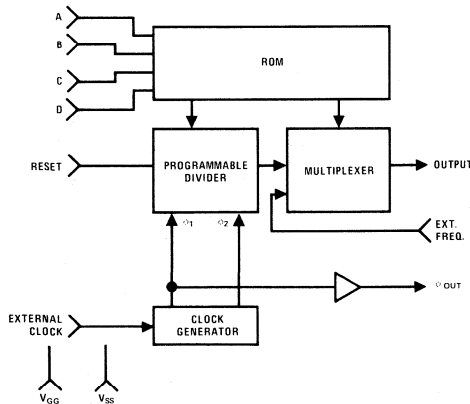 A
B
C
D
ROM
RESET
PROGRAMMABLE
DIVIDER
MULTIPLEXER
OUTPUT
ϕ1
ϕ2
EXT.
FREQ.
ϕ OUT
EXTERNAL
CLOCK
CLOCK
GENERATOR
VGG
VSS